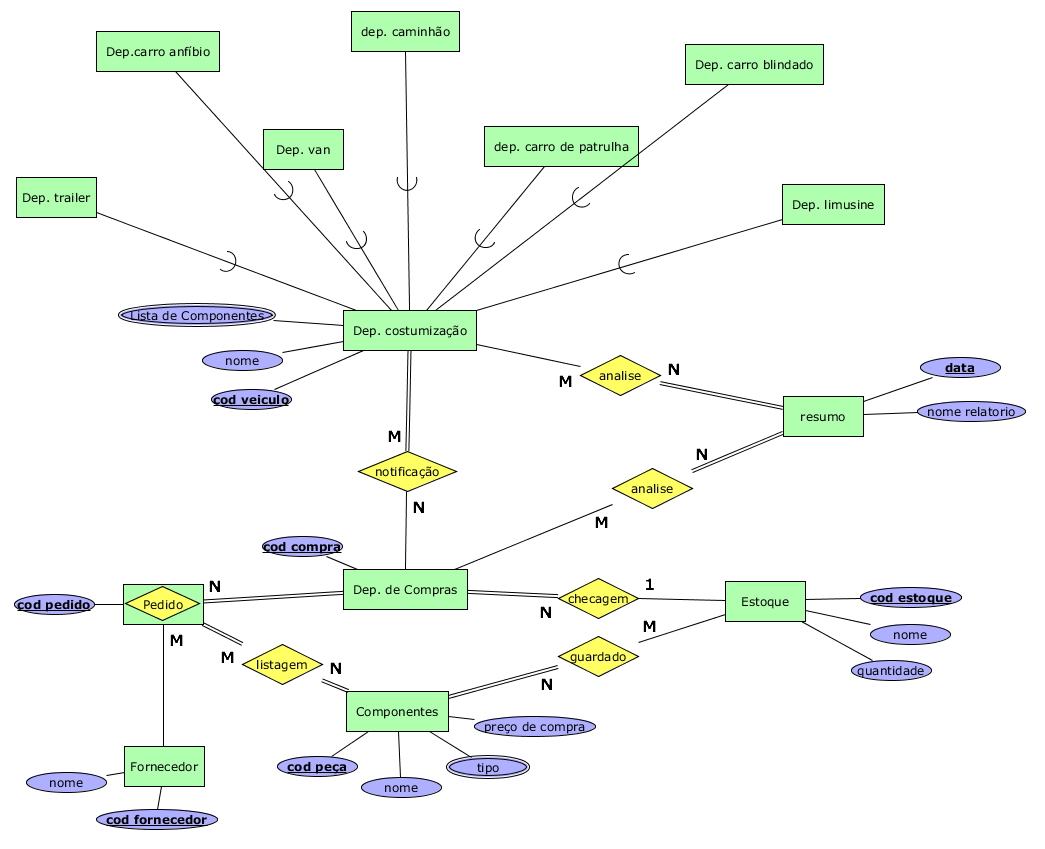 dep. caminhão
Dep.carro anfíbio
Dep. carro blindado
Dep. van
dep. carro de patrulha
Dep. trailer
Dep. limusine
Lista de Componentes
Dep. costumização
nome
cod veiculo
analise
M
N
data
resumo
nome relatorio
M
notificação
N
N
analise
M
cod compra
Dep. de Compras
cod pedido
Pedido
N
M
checagem
N
1
Estoque
cod estoque
nome
quantidade
M
guardado
N
M
listagem
N
Componentes
preço de compra
cod peça
nome
tipo
Fornecedor
nome
cod fornecedor